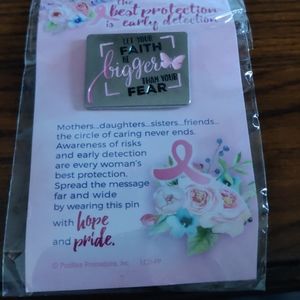 The
best protection
is early detection
LET YOUR
FAITH
BE
bigger
THAN YOUR
FEAR
Mothers...daughters...sisters...friends...
the circle of caring never ends.
Awareness of risks
and early detection
are every woman's
best protection.
Spread the message
far and wide
by wearing this pin
with hope
and pride.
© Positive Promotions, Inc.